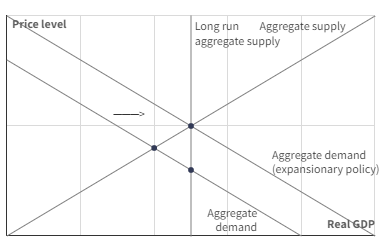 Price level
Long run
aggregate supply
Aggregate supply
Aggregate demand
(expansionary policy)
Aggregate
demand
Real GDP